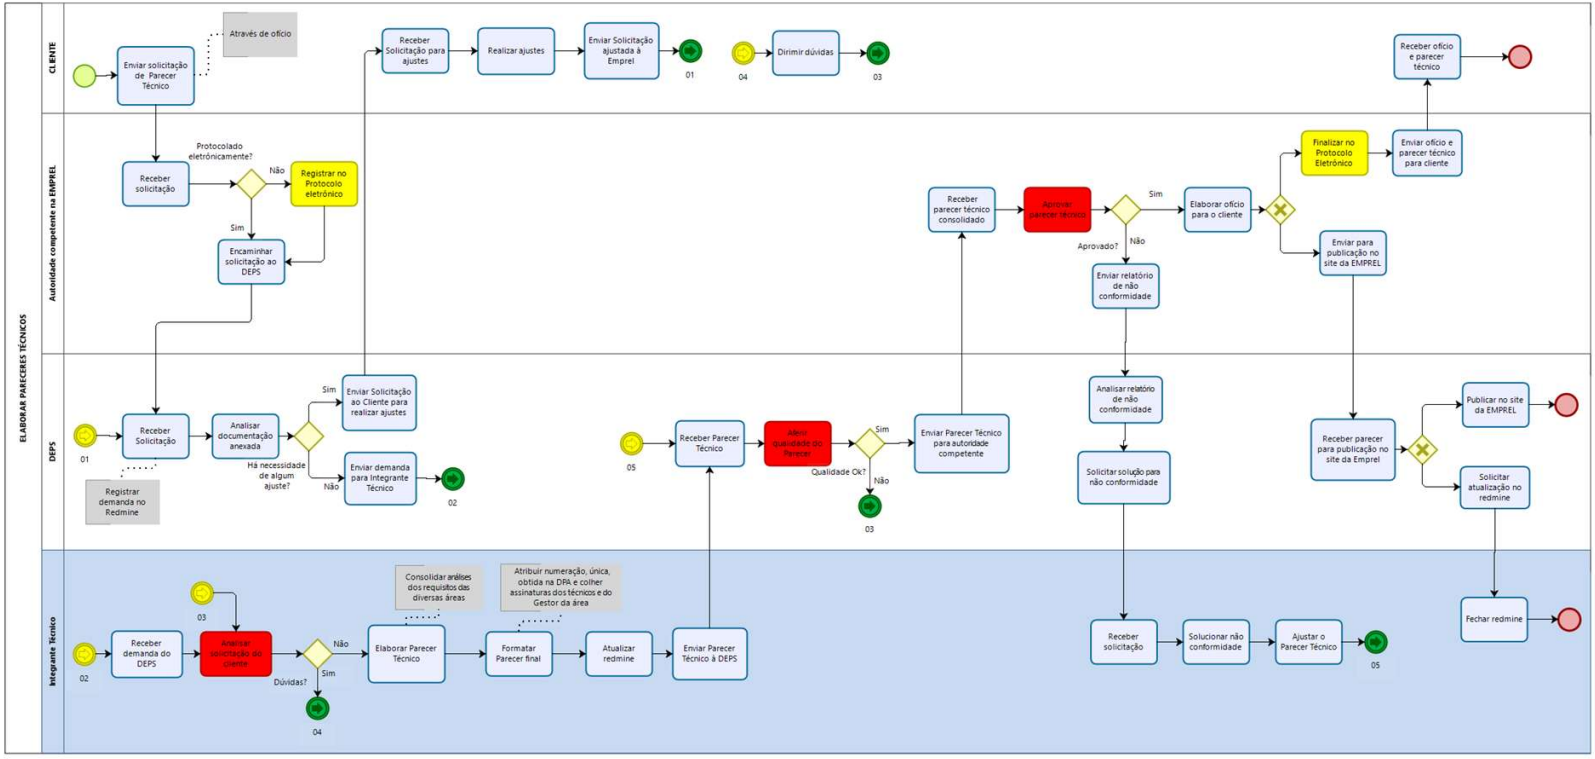 ELABORAR PARECERES TÉCNICOS
CLIENTE
Enviar solicitação
de Parecer
Técnico
Através de ofício
Receber
Solicitação para
ajustes
Realizar ajustes
Enviar Solicitação
ajustada à
Emprel
01
04
Dirimir dúvidas
03
Receber ofício
e parecer
técnico
Autoridade competente na EMPREL
Receber
solicitação
Protocolado
eletrônicamente?
Não
Sim
Registrar no
Protocolo
eletrônico
Encaminhar
solicitação ao
DEPS
Receber
parecer técnico
consolidado
Aprovar
parecer técnico
Aprovado?
Sim
Não
Enviar relatório
de não
conformidade
Elaborar ofício
para o cliente
Finalizar no
Protocolo
Eletrônico
Enviar ofício e
parecer técnico
para cliente
Enviar para
publicação no
site da EMPREL
DEPS
01
Receber
Solicitação
Registrar
demanda no
Redmine
Analisar
documentação
anexada
Há necessidade
de algum
ajuste?
Sim
Não
Enviar Solicitação
ao Cliente para
realizar ajustes
Enviar demanda
para Integrante
Técnico
02
05
Receber Parecer
Técnico
Aferir
qualidade do
Parecer
Qualidade Ok?
Sim
Não
03
Enviar Parecer Técnico
para autoridade
competente
Analisar relatório
de não
conformidade
Solicitar solução para
não conformidade
Receber parecer
para publicação no
site da Emprel
Publicar no site
da EMPREL
Solicitar
atualização no
redmine
Integrante Técnico
02
Receber
demanda do
DEPS
03
Analisar
solicitação do
cliente
Dúvidas?
Não
Sim
04
Consolidar análises
dos requisitos das
diversas áreas
Elaborar Parecer
Técnico
Atribuir numeração, única,
obtida na DPA e colher
assinaturas dos técnicos e do
Gestor da área
Formatar
Parecer final
Atualizar
redmine
Enviar Parecer
Técnico à DEPS
Receber
solicitação
Solucionar não
conformidade
Ajustar o
Parecer Técnico
05
Fechar redmine